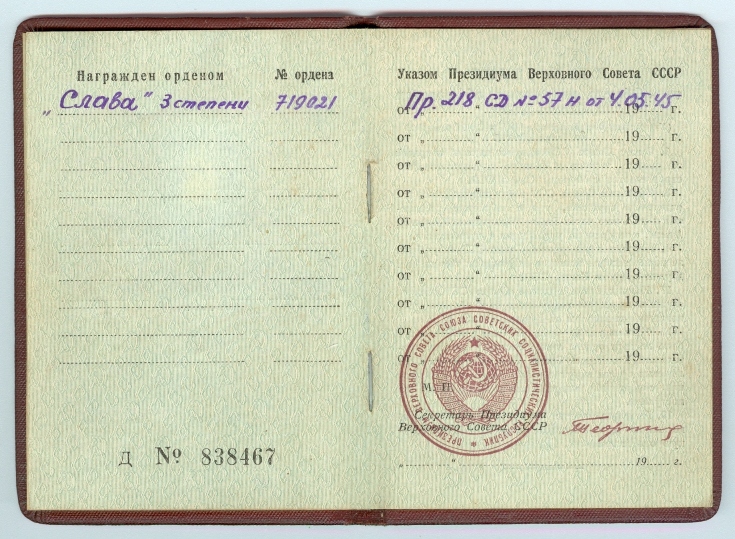 Награжден орденом
№ ордена
„Слава" 3 степени
719021
Д № 838467
Указом Президиума Верховного Совета СССР
Пр. 218 СД № 57 Н от 4.05.45
от „ “ 19 г.
от „ “ 19 г.
от „ “ 19 г.
от „ “ 19 г.
от „ “ 19 г.
от „ “ 19 г.
от „ “ 19 г.
от „ “ 19 г.
от „ “ 19 г.
от „ “ 19 г.
ПРЕЗИДИУМ ВЕРХОВНОГО СОВЕТА СОЮЗА СОВЕТСКИХ СОЦИАЛИСТИЧЕСКИХ РЕСПУБЛИК
М. П.
Секретарь Президиума
Верховного Совета СССР
„ “ 19 г.